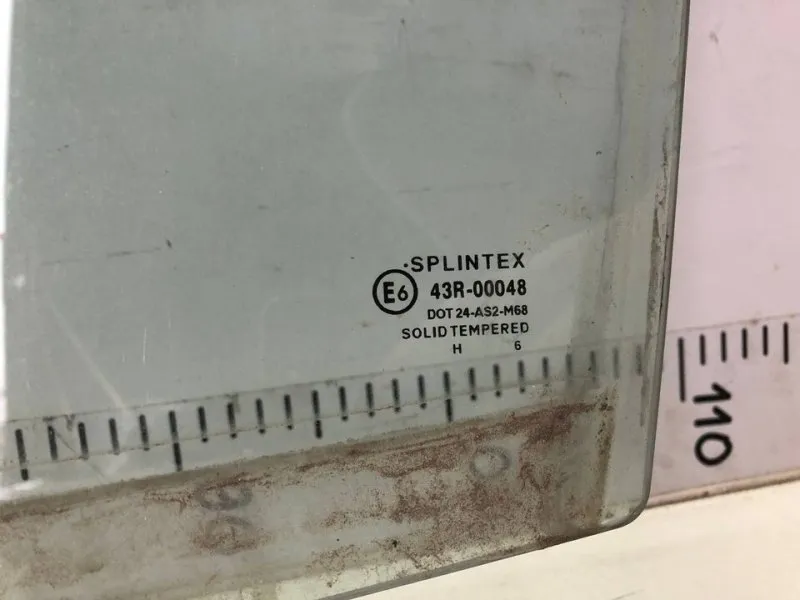 ·SPLINTEX
E6 43R-00048
DOT 24-AS2-M68
SOLID TEMPERED
H 6
110